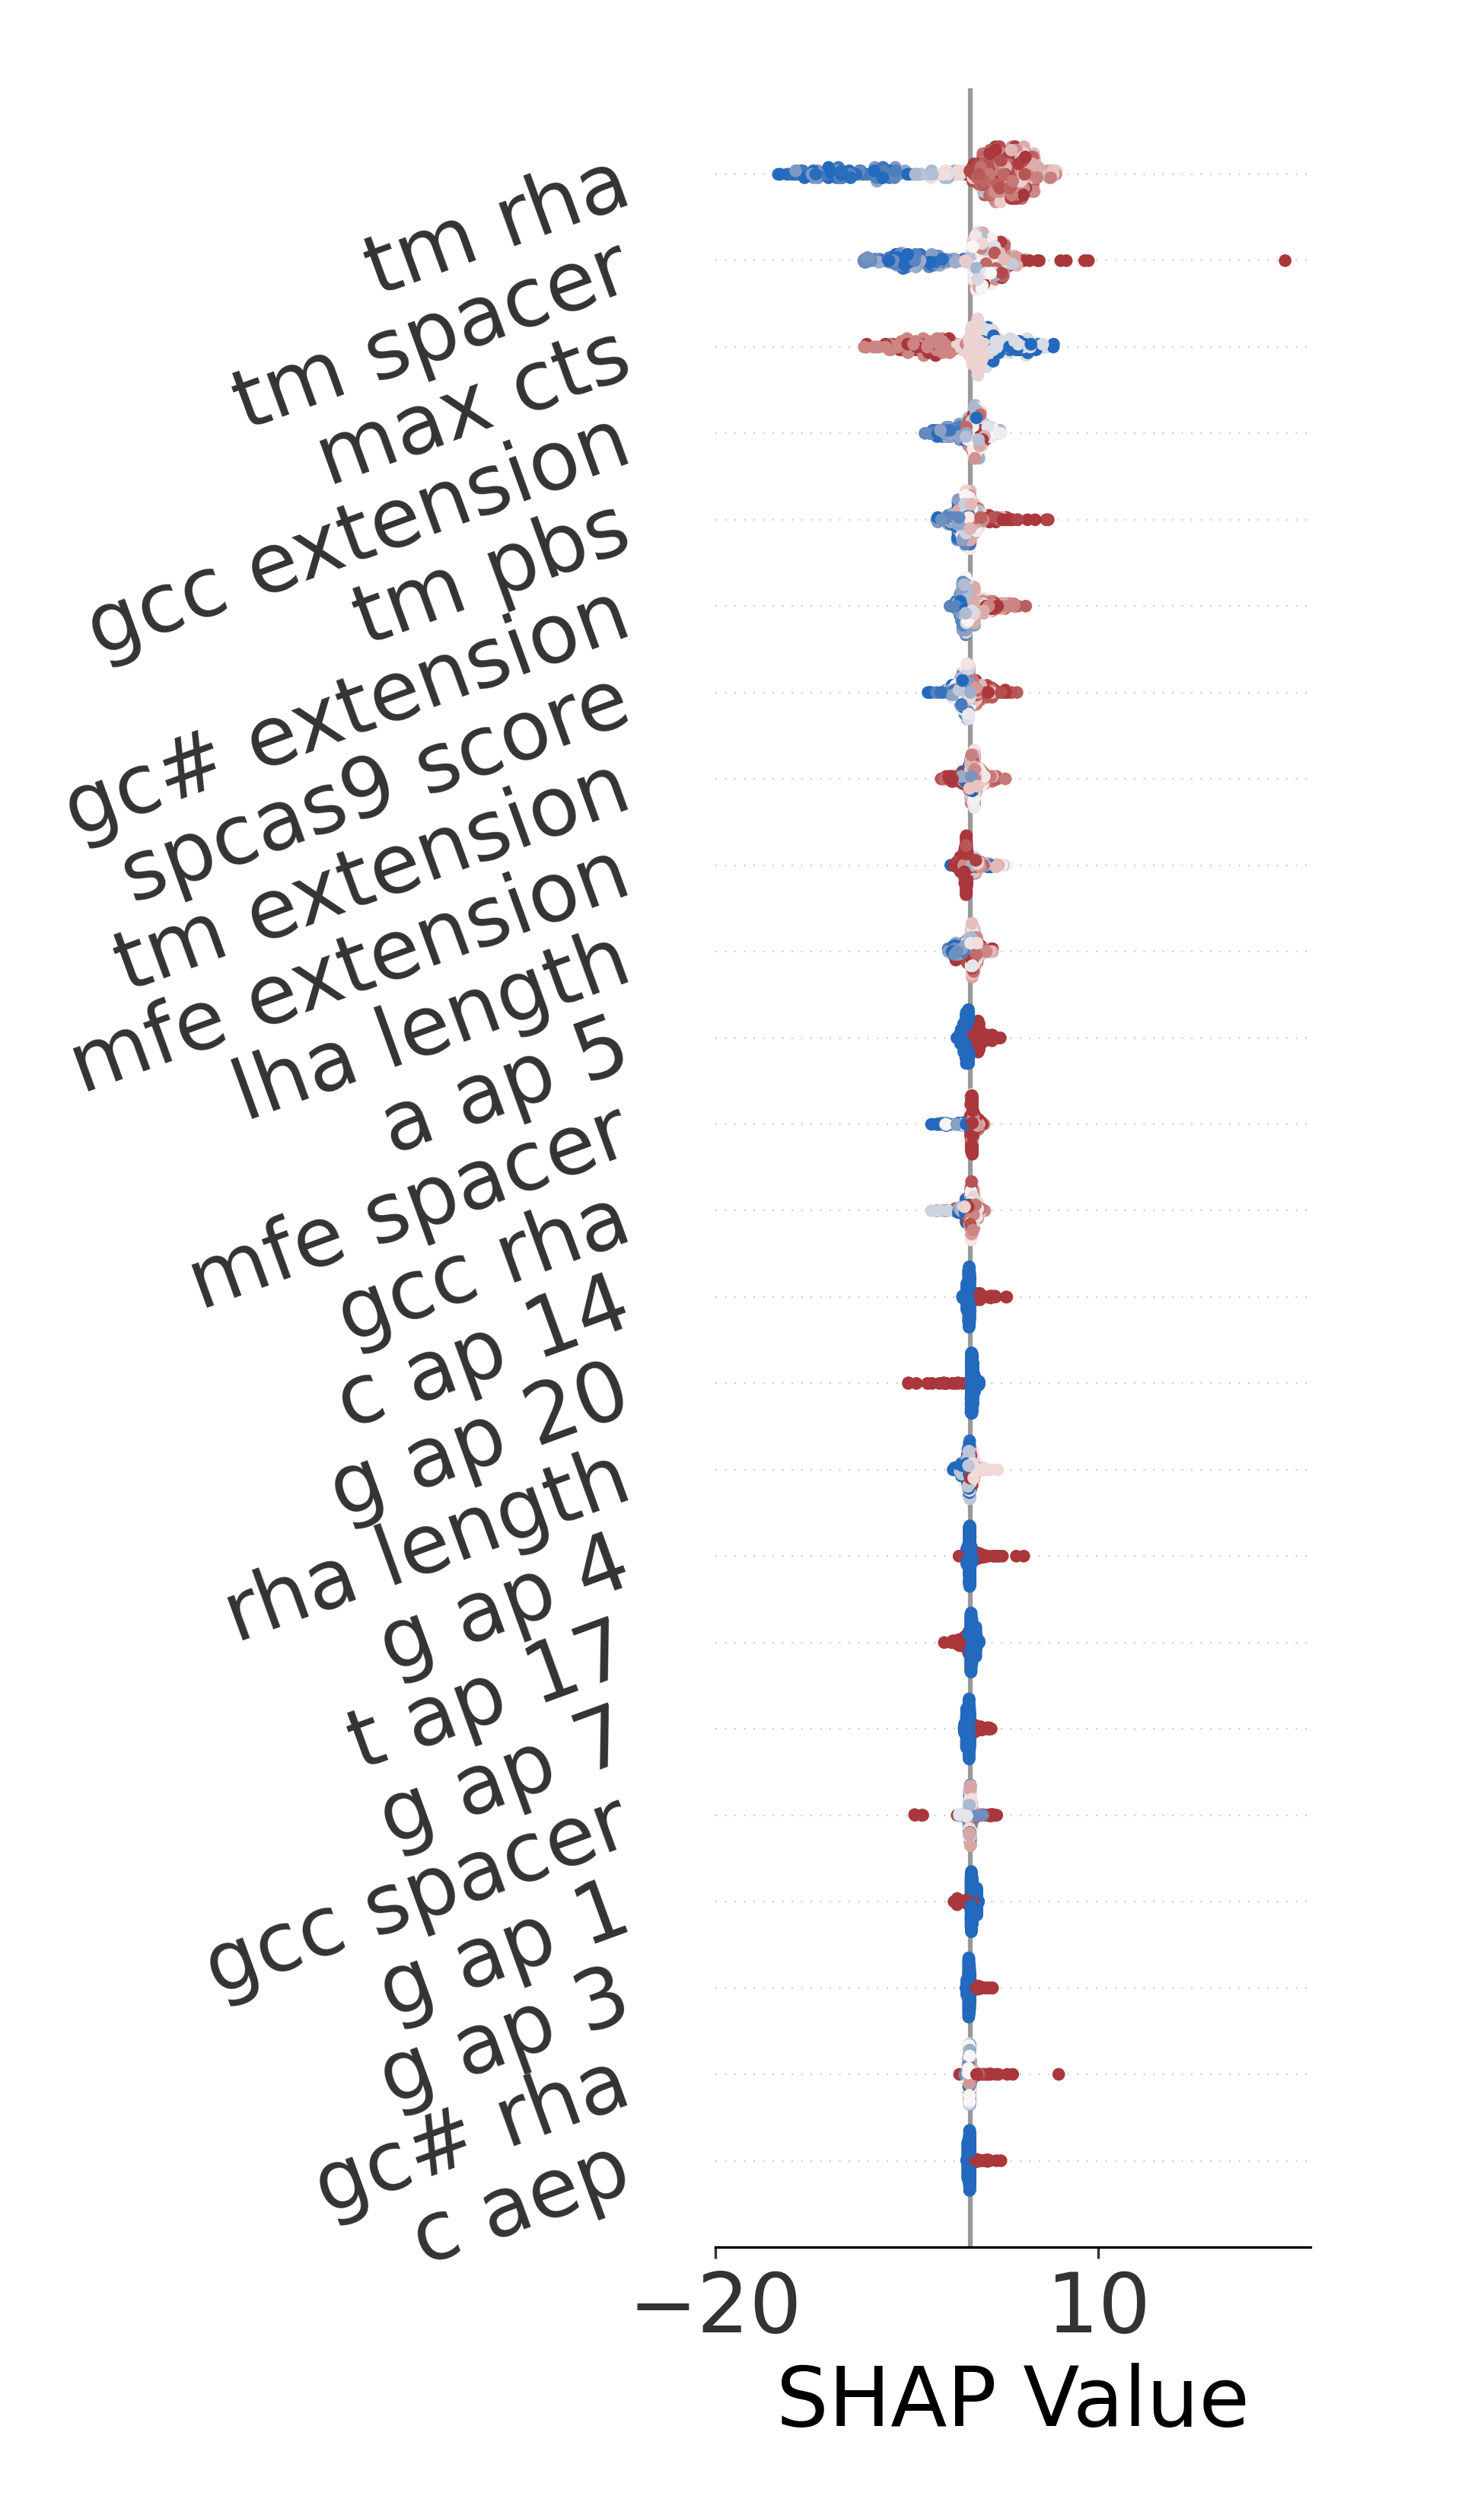 tm rha
tm spacer
max cts
gcc extension
tm pbs
gc# extension
spcas9 score
tm extension
mfe extension
lha length
a ap 5
mfe spacer
gcc rha
c ap 14
g ap 20
rha length
g ap 4
t ap 17
g ap 7
gcc spacer
g ap 1
g ap 3
gc# rha
c aep
−20 10
SHAP Value